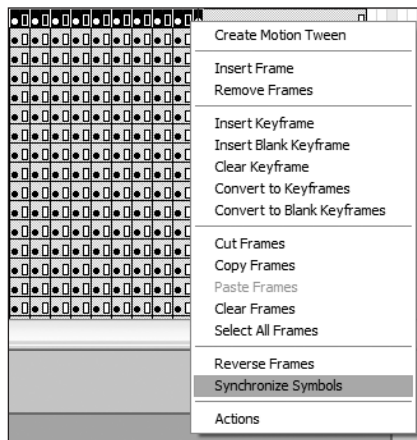 Create Motion Tween
Insert Frame
Remove Frames
Insert Keyframe
Insert Blank Keyframe
Clear Keyframe
Convert to Keyframes
Convert to Blank Keyframes
Cut Frames
Copy Frames
Paste Frames
Clear Frames
Select All Frames
Reverse Frames
Synchronize Symbols
Actions